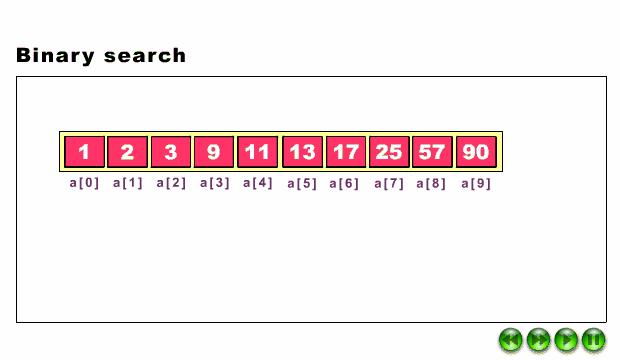 Binary search
1 2 3 9 11 13 17 25 57 90
a[0] a[1] a[2] a[3] a[4] a[5] a[6] a[7] a[8] a[9]